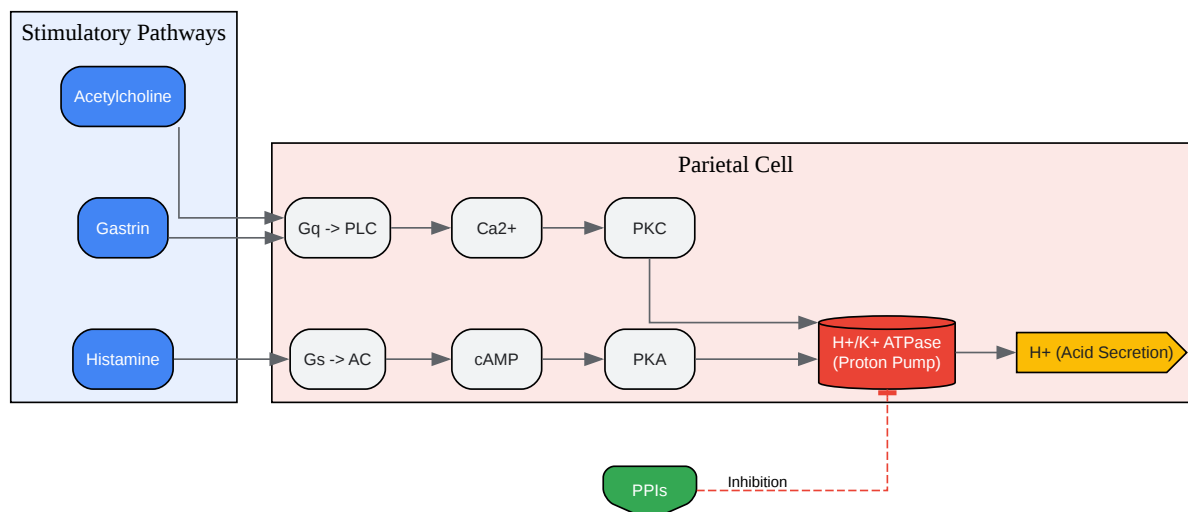 Stimulatory Pathways
Acetylcholine
Parietal Cell
Gastrin
Gq -> PLC
Ca2+
PKC
Histamine
Gs -> AC
cAMP
PKA
H+/K+ ATPase
(Proton Pump)
H+ (Acid Secretion)
PPIs
Inhibition